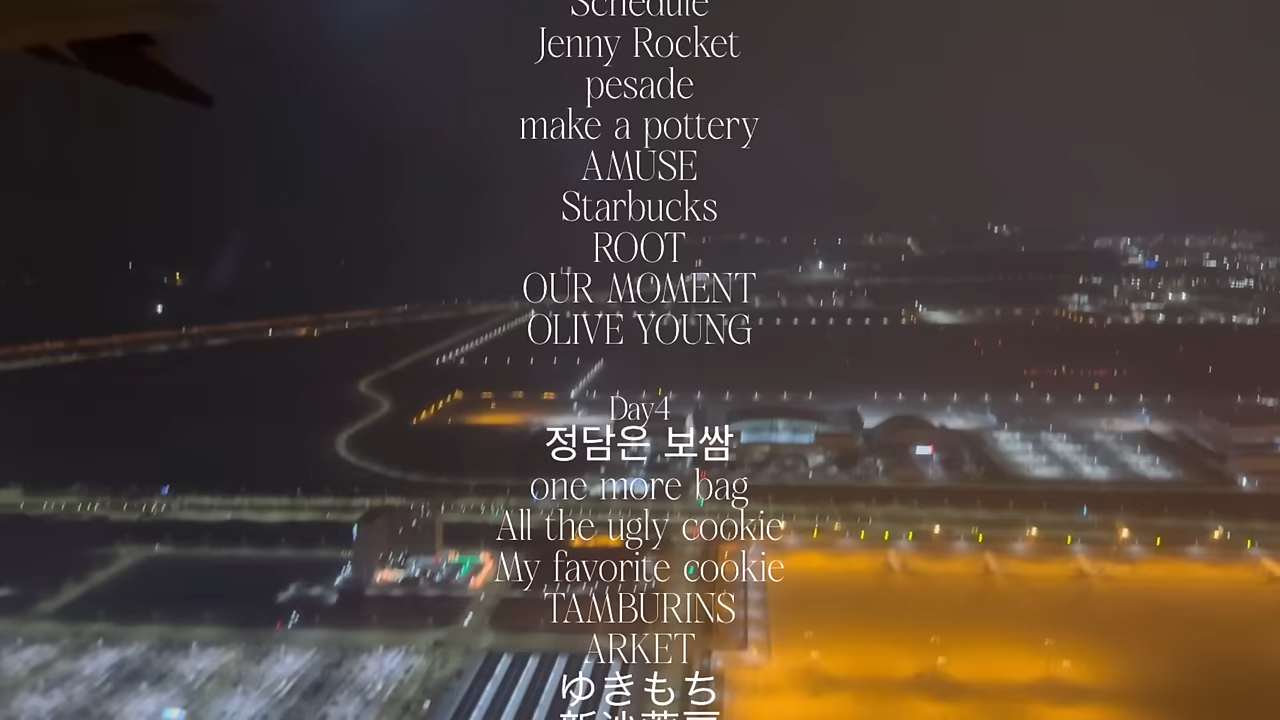 Schedule
Jenny Rocket
pesade
make a pottery
AMUSE
Starbucks
ROOT
OUR MOMENT
OLIVE YOUNG
Day4
정담은 보쌈
one more bag
All the ugly cookie
My favorite cookie
TAMBURINS
ARKET
ゆきもち